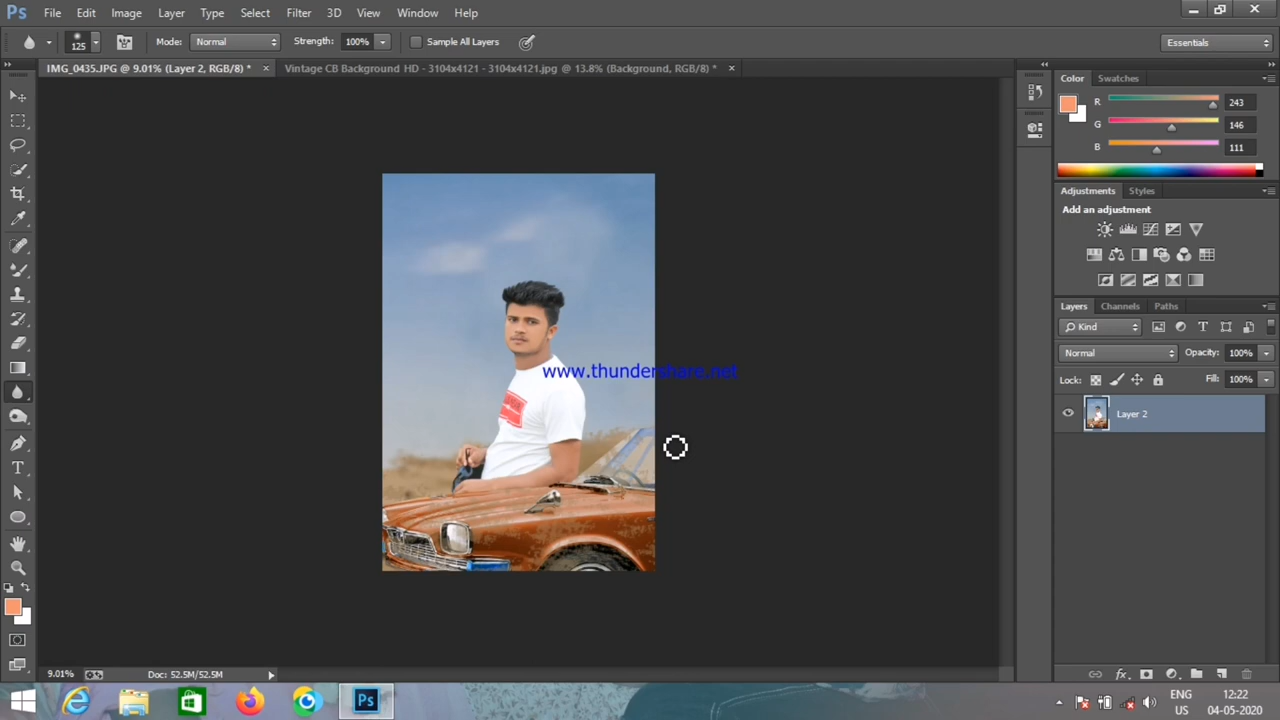 Ps File Edit Image Layer Type Select Filter 3D View Window Help
125 Mode: Normal Strength: 100% Sample All Layers Essentials
IMG_0435.JPG @ 9.01% (Layer 2, RGB/8) * × Vintage CB Background HD - 3104x4121 - 3104x4121.jpg @ 13.8% (Background, RGB/8) * ×
Color Swatches
R 243
G 146
B 111
Adjustments Styles
Add an adjustment
Layers Channels Paths
Kind
Normal Opacity: 100%
Lock: Fill: 100%
Layer 2
www.thundershare.net
9.01% Doc: 52.5M/52.5M
Ps
ENG 12:22
US 04-05-2020